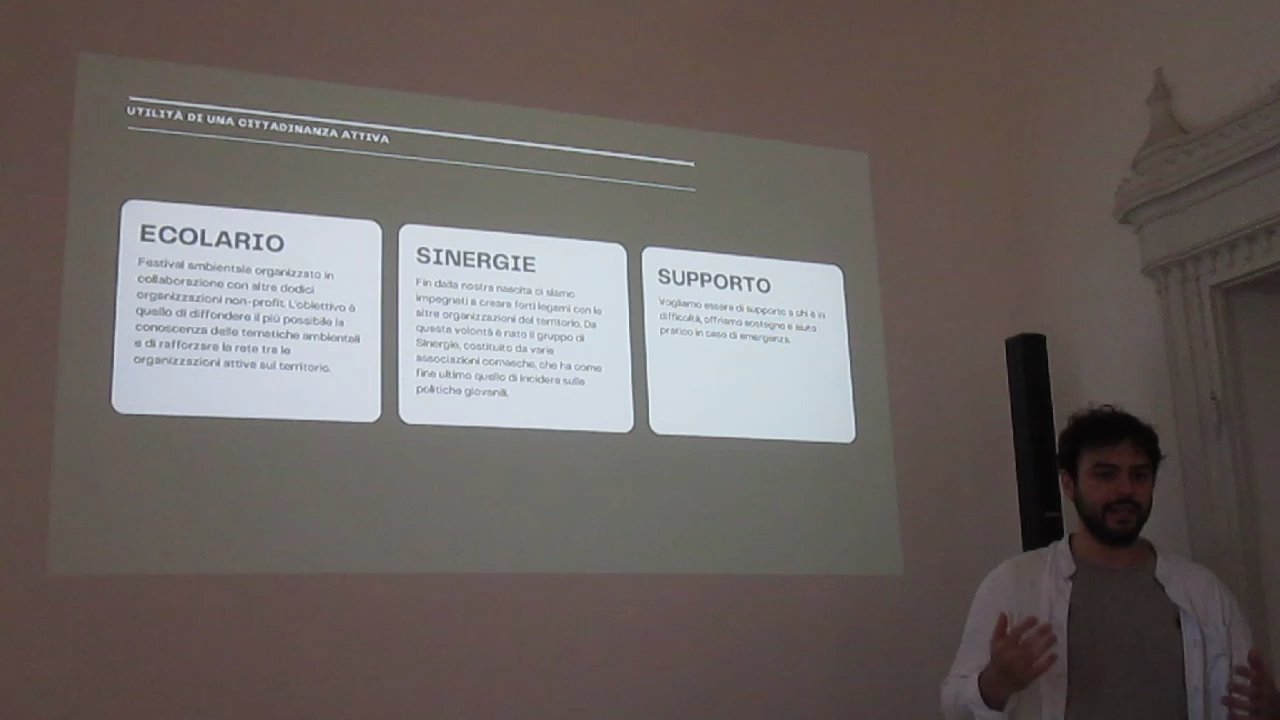 UTILITÀ DI UNA CITTADINANZA ATTIVA
ECOLARIO
Festival ambientale organizzato in
collaborazione con altre dodici
organizzazioni non-profit. L'obiettivo è
quello di diffondere il più possibile la
conoscenza delle tematiche ambientali
e di rafforzare la rete tra le
organizzazioni attive sul territorio.
SINERGIE
Fin dalla nostra nascita ci siamo
impegnati a creare forti legami con le
altre organizzazioni del territorio. Da
questa volontà è nato il gruppo di
Sinergie, costituito da varie
associazioni comasche, che ha come
fine ultimo quello di incidere sulle
politiche giovanili.
SUPPORTO
Vogliamo essere di supporto a chi è in
difficoltà, offriamo sostegno e aiuto
pratico in caso di emergenza.